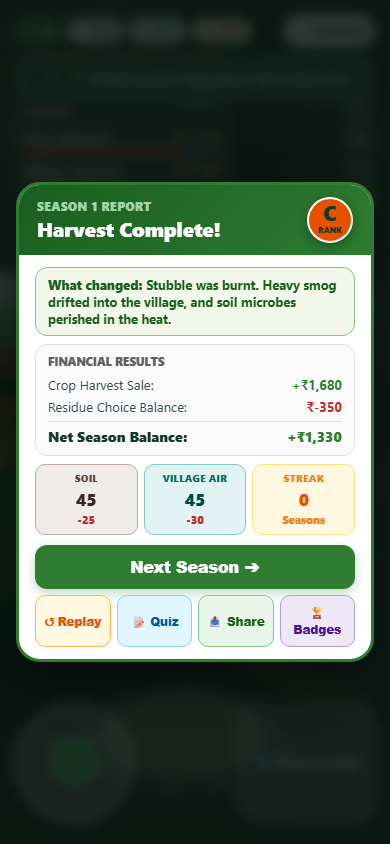 SEASON 1 REPORT
Harvest Complete!
C
RANK
What changed: Stubble was burnt. Heavy smog
drifted into the village, and soil microbes
perished in the heat.
FINANCIAL RESULTS
Crop Harvest Sale: +₹1,680
Residue Choice Balance: ₹-350
Net Season Balance: +₹1,330
SOIL
45
-25
VILLAGE AIR
45
-30
STREAK
0
Seasons
Next Season ➔
↺ Replay
Quiz
Share
Badges